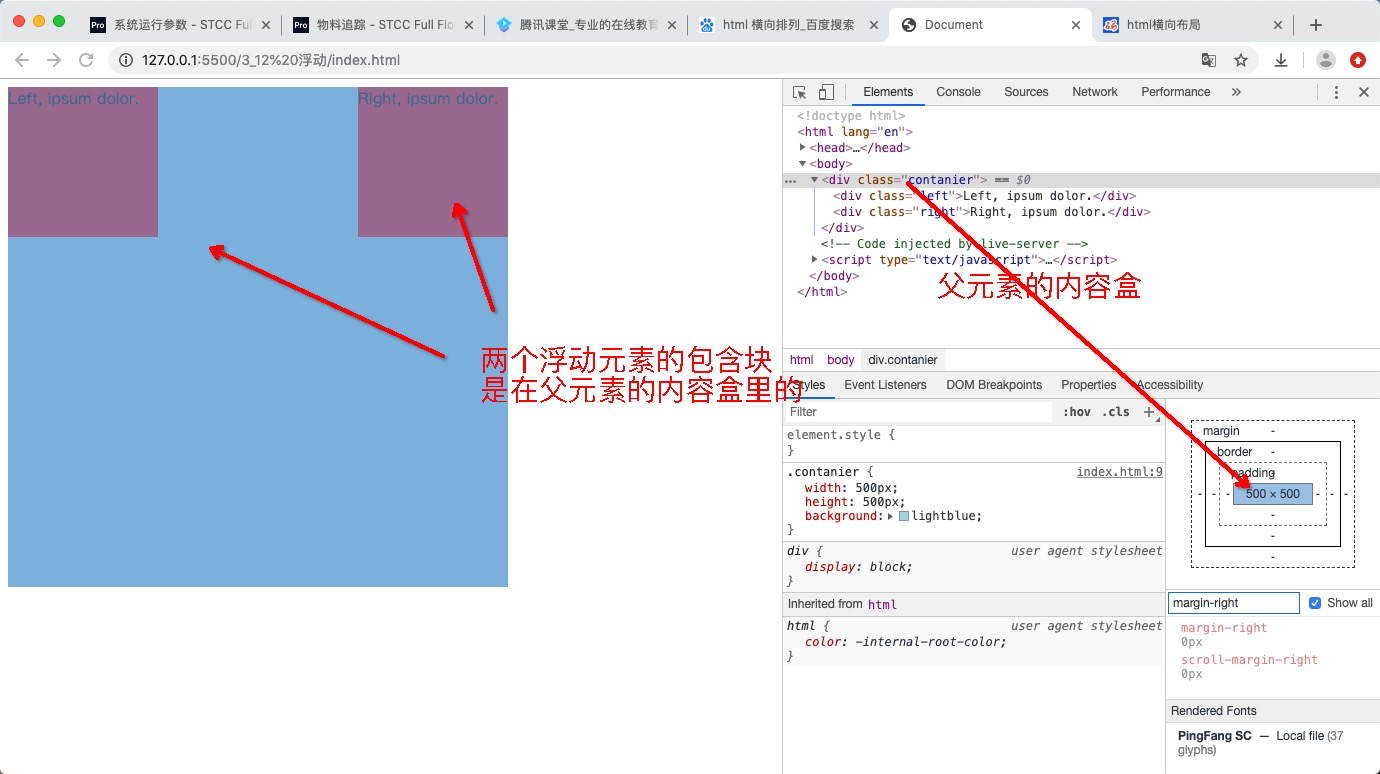 系统运行参数 - STCC Ful
物料追踪 - STCC Full Flo
腾讯课堂_专业的在线教育
html 横向排列_百度搜索
Document
html横向布局
127.0.0.1:5500/3_12%20浮动/index.html
Left, ipsum dolor.
Right, ipsum dolor.
两个浮动元素的包含块
是在父元素的内容盒里的
父元素的内容盒
Elements Console Sources Network Performance »
<!doctype html>
<html lang="en">
<head>…</head>
<body>
<div class="contanier"> == $0
<div class="left">Left, ipsum dolor.</div>
<div class="right">Right, ipsum dolor.</div>
</div>
<!-- Code injected by live-server -->
<script type="text/javascript">…</script>
</body>
</html>
html body div.contanier
Styles Event Listeners DOM Breakpoints Properties Accessibility
Filter :hov .cls +
element.style {
}
.contanier { index.html:9
width: 500px;
height: 500px;
background: lightblue;
}
div { user agent stylesheet
display: block;
}
Inherited from html
html { user agent stylesheet
color: -internal-root-color;
}
margin -
border -
padding -
- - - 500 × 500 - - -
-
-
-
margin-right Show all
margin-right
0px
scroll-margin-right
0px
Rendered Fonts
PingFang SC — Local file (37
glyphs)